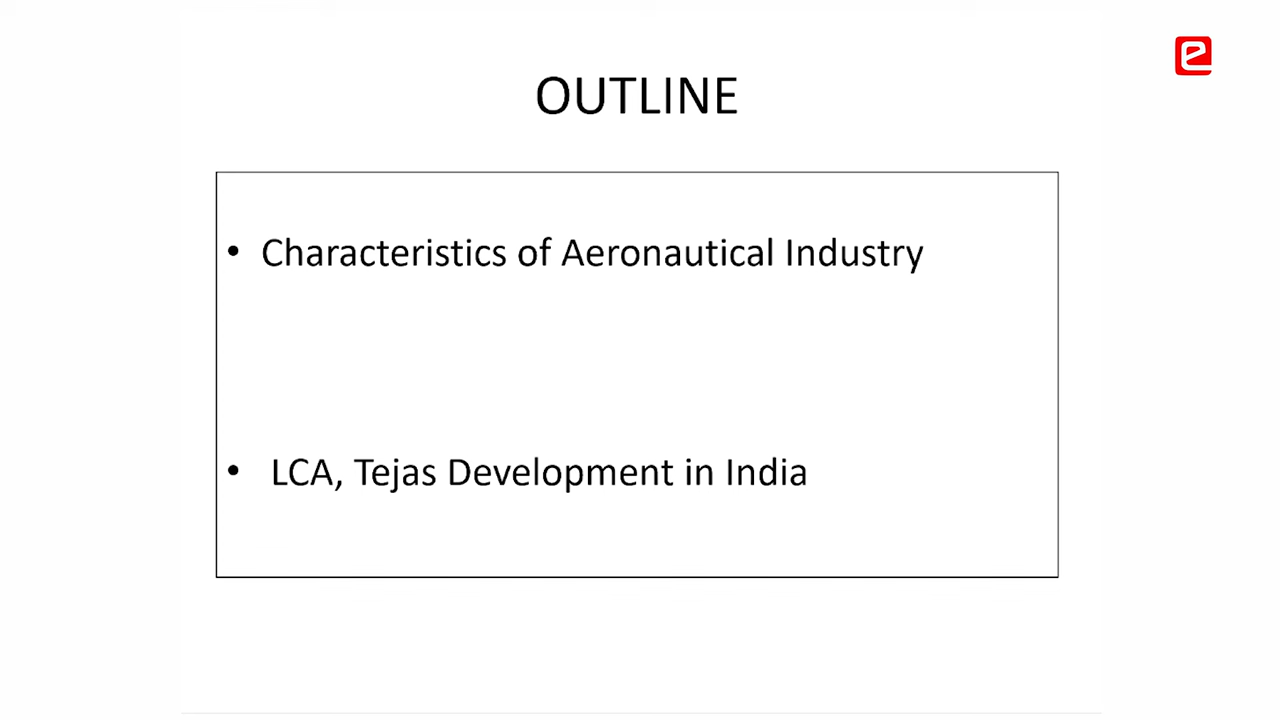 OUTLINE
• Characteristics of Aeronautical Industry
• LCA, Tejas Development in India